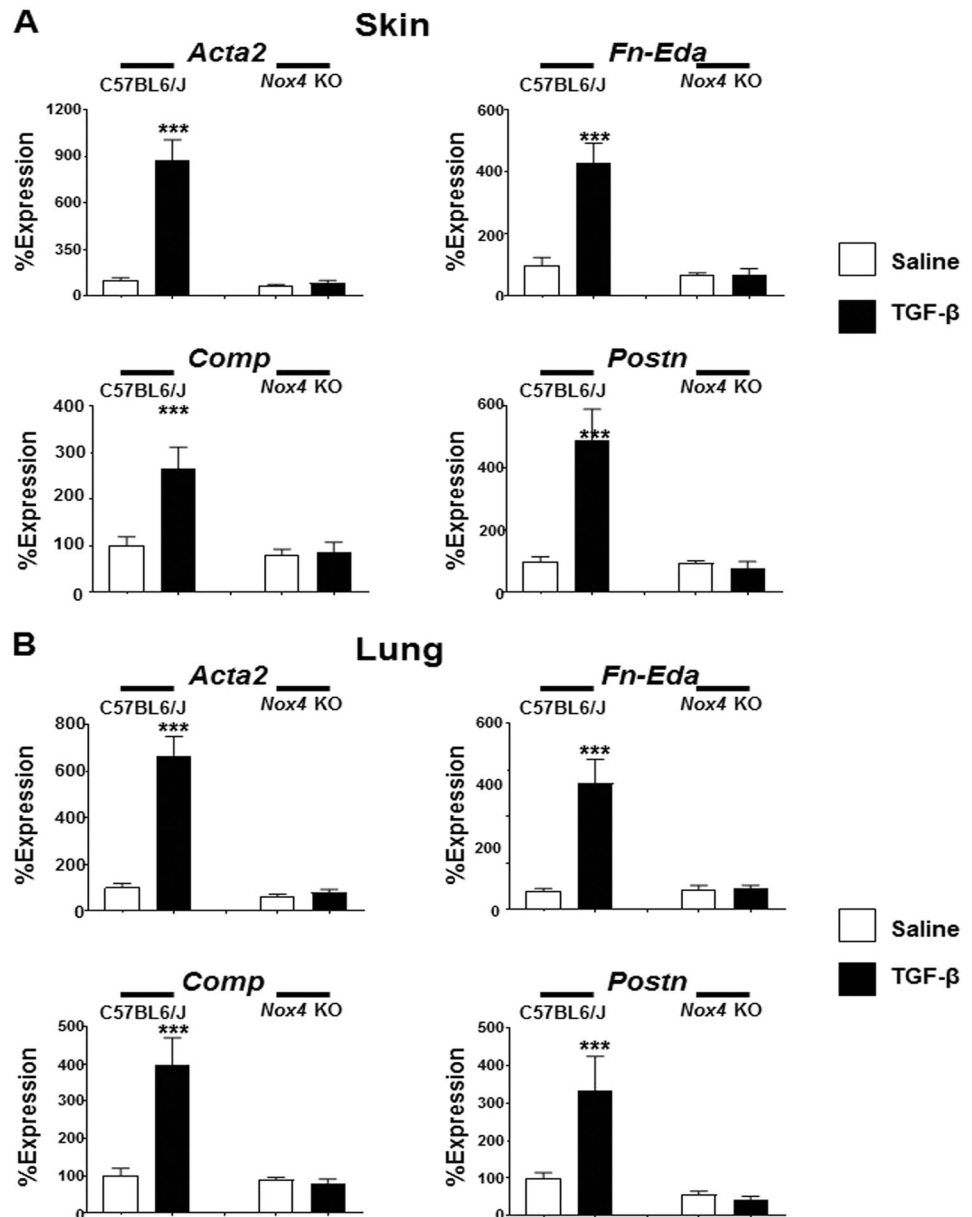 A
Skin
Acta2
C57BL6/J Nox4 KO
%Expression
1200
900
600
350
0
***
Fn-Eda
C57BL6/J Nox4 KO
%Expression
600
400
200
0
***
Saline
TGF-β
Comp
C57BL6/J Nox4 KO
%Expression
400
300
200
100
0
***
Postn
C57BL6/J Nox4 KO
%Expression
600
400
200
0
***
B
Lung
Acta2
C57BL6/J Nox4 KO
%Expression
800
600
400
200
0
***
Fn-Eda
C57BL6/J Nox4 KO
%Expression
600
400
200
0
***
Saline
TGF-β
Comp
C57BL6/J Nox4 KO
%Expression
500
400
300
200
100
0
***
Postn
C57BL6/J Nox4 KO
%Expression
500
400
300
200
100
0
***